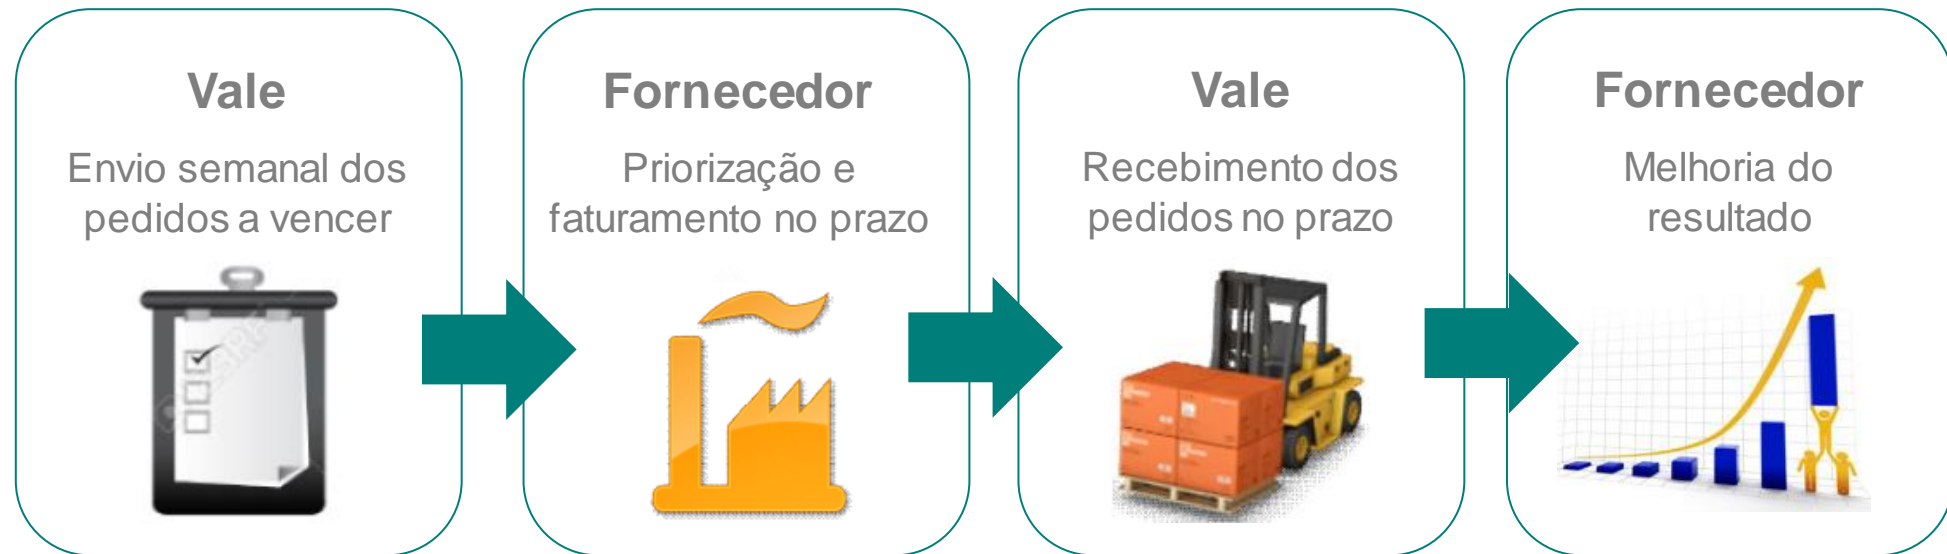 Vale
Envio semanal dos
pedidos a vencer
Fornecedor
Priorização e
faturamento no prazo
Vale
Recebimento dos
pedidos no prazo
Fornecedor
Melhoria do
resultado